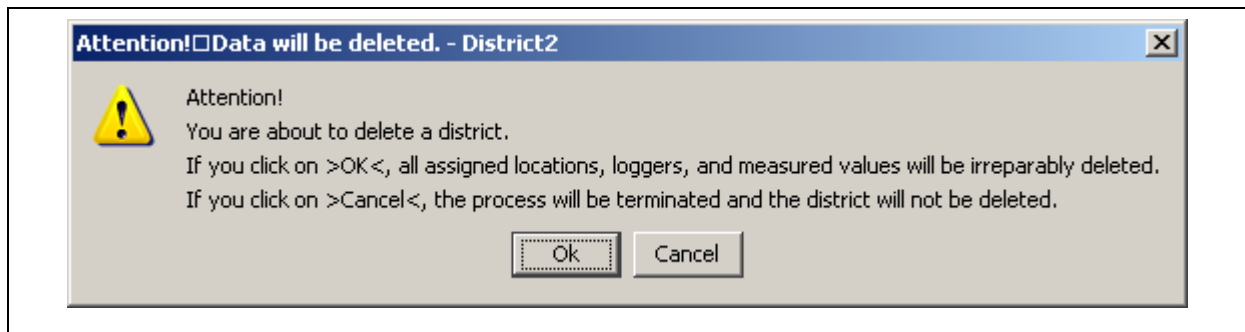 Attention!□Data will be deleted. - District2
Attention!
You are about to delete a district.
If you click on >OK<, all assigned locations, loggers, and measured values will be irreparably deleted.
If you click on >Cancel<, the process will be terminated and the district will not be deleted.
Ok Cancel